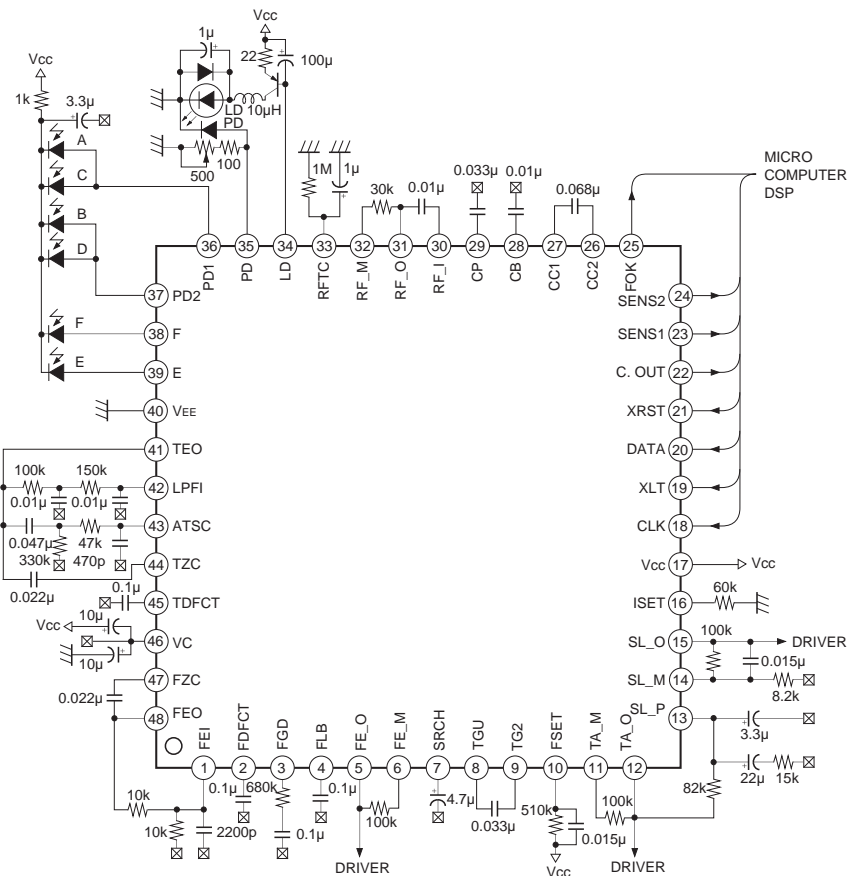 Vcc
1µ
22
100µ
Vcc
1k
3.3µ
LD
10µH
PD
A
C
B
D
F
E
500
100
1M
1µ
30k
0.01µ
0.033µ
0.01µ
0.068µ
MICRO
COMPUTER
DSP
36
35
34
33
32
31
30
29
28
27
26
25
PD1
PD
LD
RFTC
RF_M
RF_O
RF_I
CP
CB
CC1
CC2
FOK
37 PD2
38 F
39 E
40 VEE
41 TEO
42 LPFI
43 ATSC
44 TZC
45 TDFCT
46 VC
47 FZC
48 FEO
SENS2 24
SENS1 23
C. OUT 22
XRST 21
DATA 20
XLT 19
CLK 18
Vcc 17
Vcc
ISET 16
60k
SL_O 15
SL_M 14
SL_P 13
100k
DRIVER
0.015µ
8.2k
3.3µ
22µ
15k
82k
100k
150k
0.01µ
0.01µ
0.047µ
47k
330k
470p
0.022µ
0.1µ
Vcc
10µ
10µ
0.022µ
FEI
FDFCT
FGD
FLB
FE_O
FE_M
SRCH
TGU
TG2
FSET
TA_M
TA_O
1
2
3
4
5
6
7
8
9
10
11
12
10k
10k
2200p
0.1µ
680k
0.1µ
0.1µ
100k
DRIVER
4.7µ
0.033µ
510k
0.015µ
Vcc
100k
DRIVER